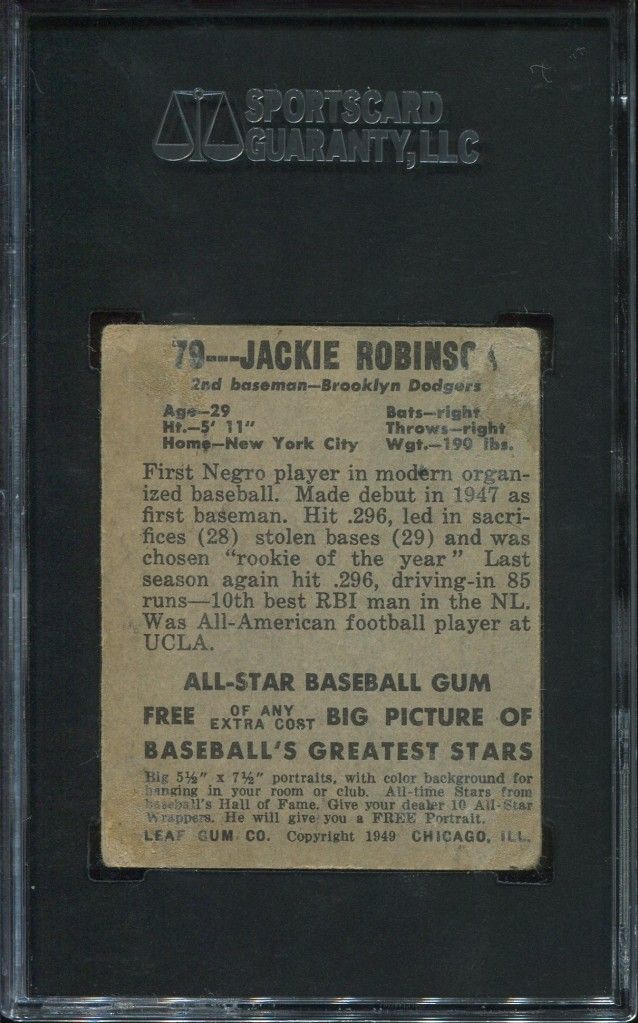 SPORTSCARD
GUARANTY, LLC
79---JACKIE ROBINSON
2nd baseman—Brooklyn Dodgers
Age—29 Bats—right
Ht.—5' 11" Throws—right
Home—New York City Wgt.—190 lbs.
First Negro player in modern organ-
ized baseball. Made debut in 1947 as
first baseman. Hit .296, led in sacri-
fices (28) stolen bases (29) and was
chosen "rookie of the year" Last
season again hit .296, driving-in 85
runs—10th best RBI man in the NL.
Was All-American football player at
UCLA.
ALL-STAR BASEBALL GUM
FREE OF ANY EXTRA COST BIG PICTURE OF
BASEBALL'S GREATEST STARS
Big 5½" x 7½" portraits, with color background for
hanging in your room or club. All-time Stars from
baseball's Hall of Fame. Give your dealer 10 All-Star
Wrappers. He will give you a FREE Portrait.
LEAF GUM CO. Copyright 1949 CHICAGO, ILL.